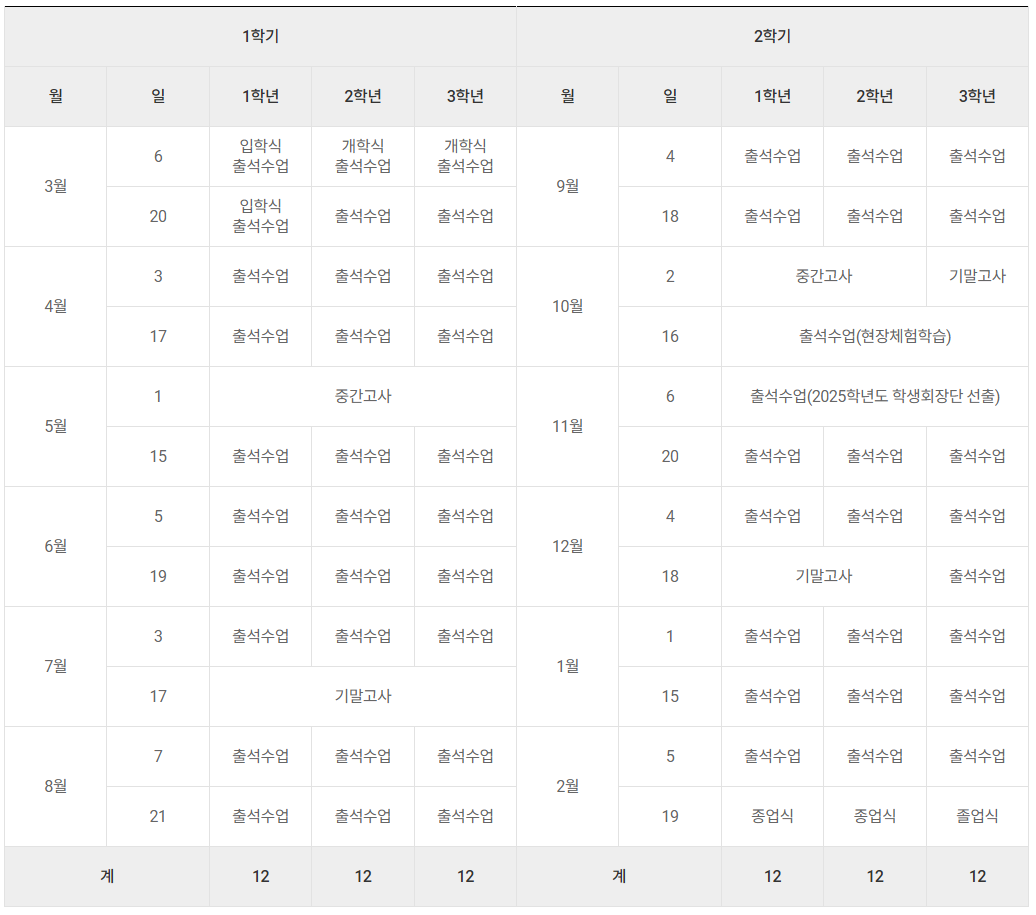 1학기 2학기
월 일 1학년 2학년 3학년 월 일 1학년 2학년 3학년
3월 6 입학식 출석수업 개학식 출석수업 개학식 출석수업 9월 4 출석수업 출석수업 출석수업
20 입학식 출석수업 출석수업 출석수업 18 출석수업 출석수업 출석수업
4월 3 출석수업 출석수업 출석수업 10월 2 중간고사 기말고사
17 출석수업 출석수업 출석수업 16 출석수업(현장체험학습)
5월 1 중간고사 11월 6 출석수업(2025학년도 학생회장단 선출)
15 출석수업 출석수업 출석수업 20 출석수업 출석수업 출석수업
6월 5 출석수업 출석수업 출석수업 12월 4 출석수업 출석수업 출석수업
19 출석수업 출석수업 출석수업 18 기말고사 출석수업
7월 3 출석수업 출석수업 출석수업 1월 1 출석수업 출석수업 출석수업
17 기말고사 15 출석수업 출석수업 출석수업
8월 7 출석수업 출석수업 출석수업 2월 5 출석수업 출석수업 출석수업
21 출석수업 출석수업 출석수업 19 종업식 종업식 졸업식
계 12 12 12 계 12 12 12